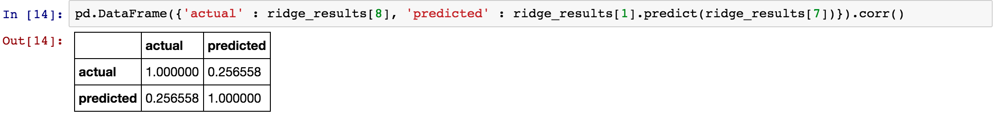 In [14]: pd.DataFrame({'actual' : ridge_results[8], 'predicted' : ridge_results[1].predict(ridge_results[7])}).corr()
Out[14]:
actual predicted
actual 1.000000 0.256558
predicted 0.256558 1.000000